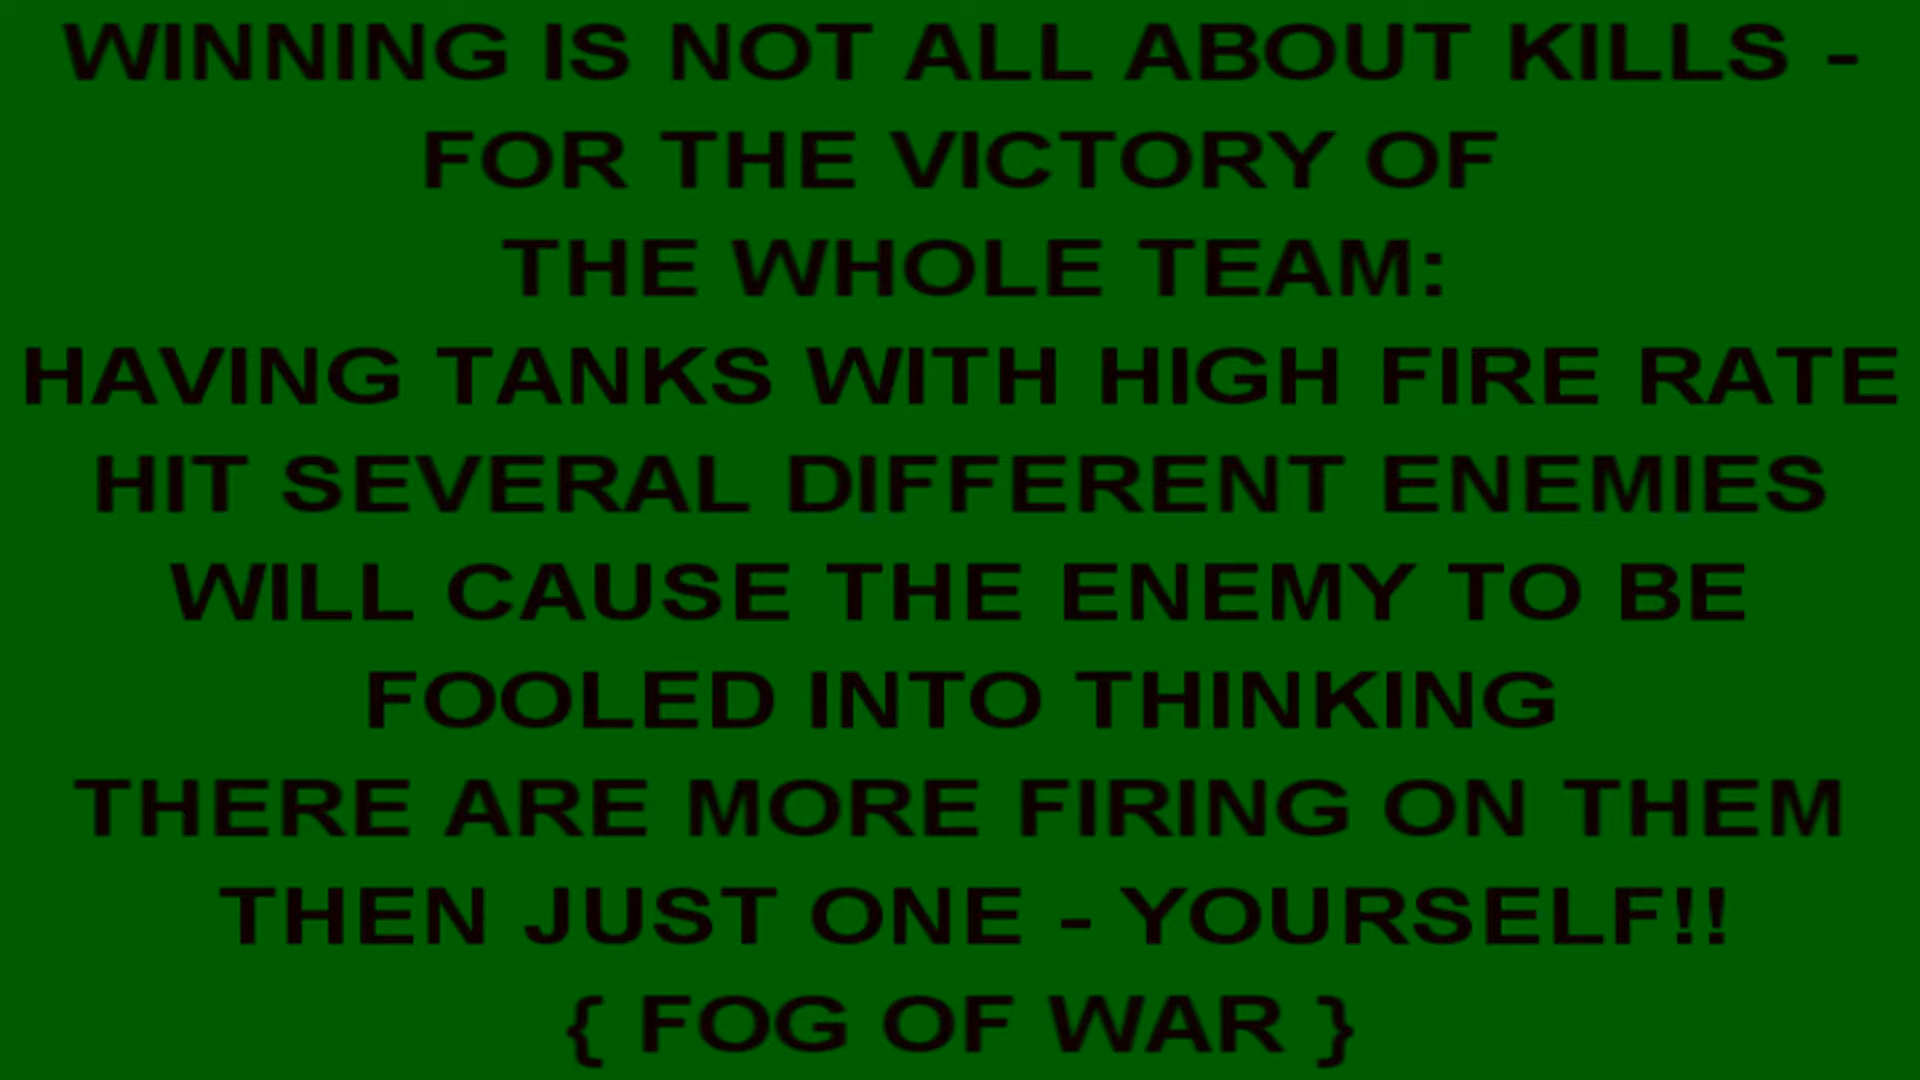 WINNING IS NOT ALL ABOUT KILLS -
FOR THE VICTORY OF
THE WHOLE TEAM:
HAVING TANKS WITH HIGH FIRE RATE
HIT SEVERAL DIFFERENT ENEMIES
WILL CAUSE THE ENEMY TO BE
FOOLED INTO THINKING
THERE ARE MORE FIRING ON THEM
THEN JUST ONE - YOURSELF!!
{ FOG OF WAR }